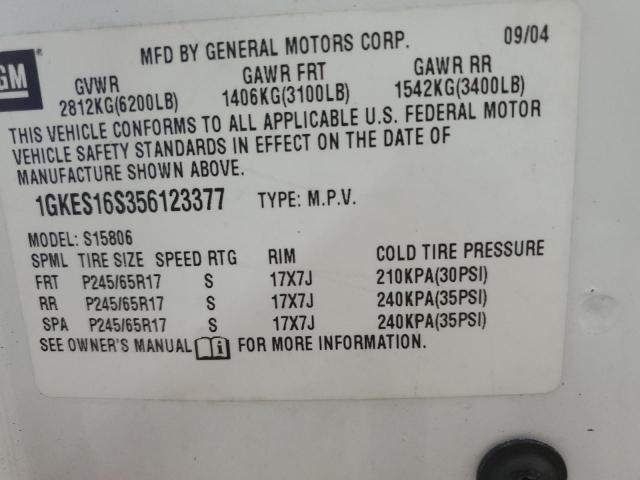 GM
MFD BY GENERAL MOTORS CORP. 09/04
GVWR GAWR FRT GAWR RR
2812KG(6200LB) 1406KG(3100LB) 1542KG(3400LB)
THIS VEHICLE CONFORMS TO ALL APPLICABLE U.S. FEDERAL MOTOR
VEHICLE SAFETY STANDARDS IN EFFECT ON THE DATE OF
MANUFACTURE SHOWN ABOVE.
1GKES16S356123377 TYPE: M.P.V.
MODEL: S15806
SPML TIRE SIZE SPEED RTG RIM COLD TIRE PRESSURE
FRT P245/65R17 S 17X7J 210KPA(30PSI)
RR P245/65R17 S 17X7J 240KPA(35PSI)
SPA P245/65R17 S 17X7J 240KPA(35PSI)
SEE OWNER'S MANUAL FOR MORE INFORMATION.